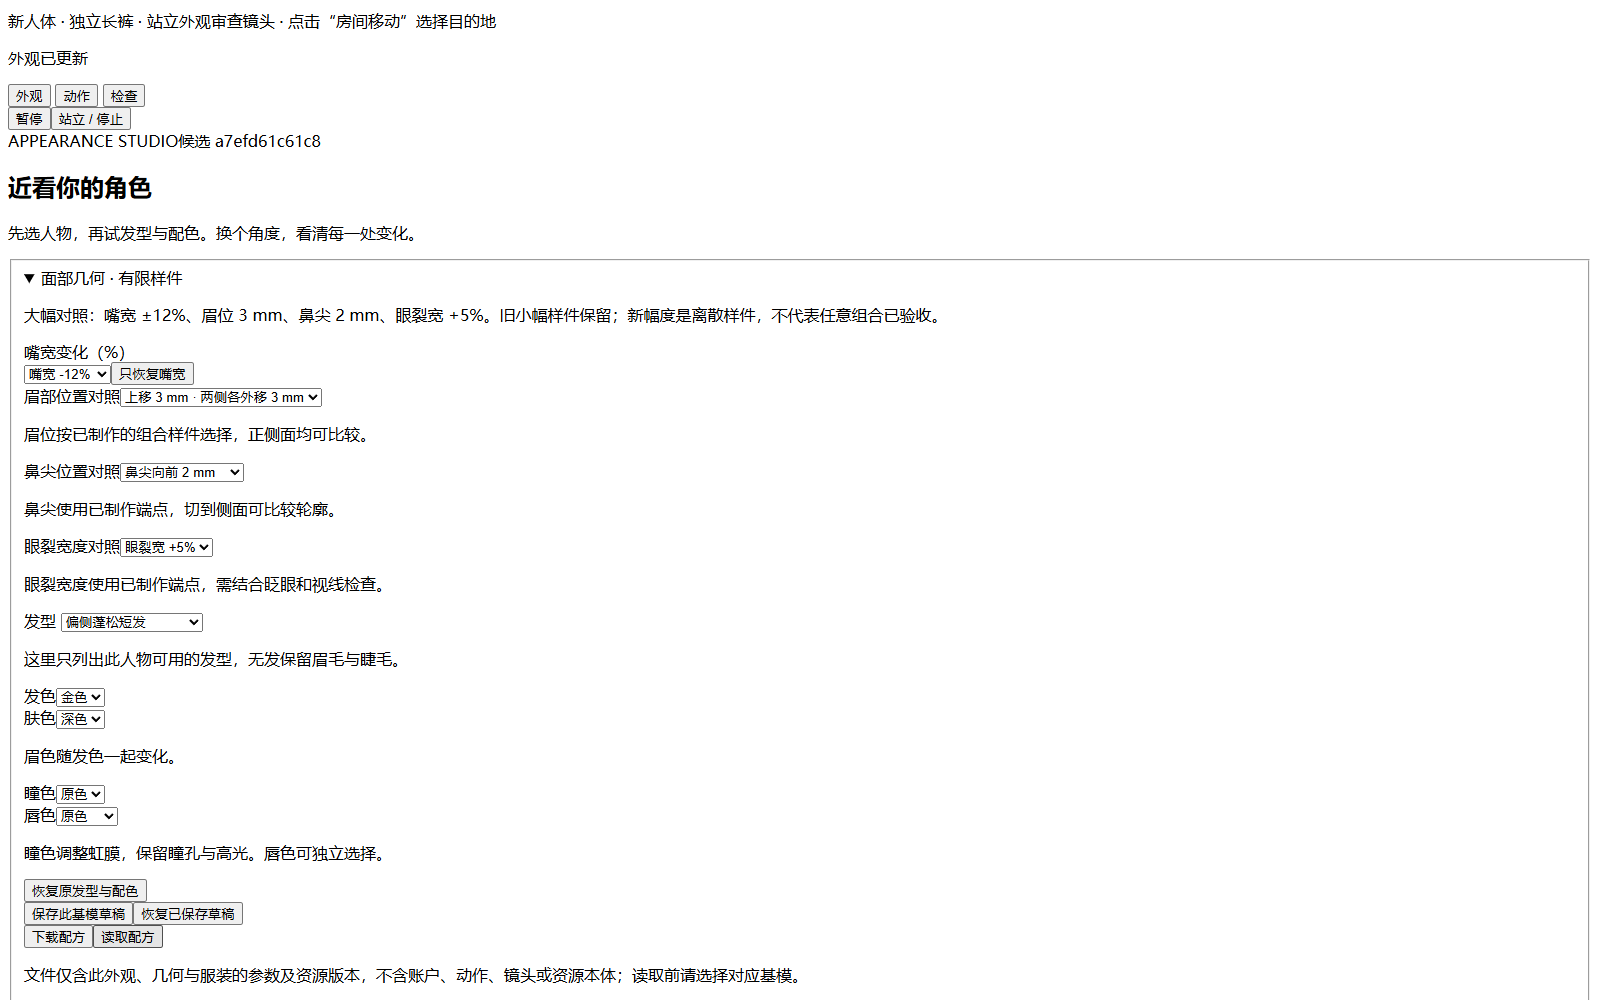 新人体 · 独立长裤 · 站立外观审查镜头 · 点击“房间移动”选择目的地
外观已更新
外观 动作 检查
暂停 站立 / 停止
APPEARANCE STUDIO候选 a7efd61c61c8
近看你的角色
先选人物，再试发型与配色。换个角度，看清每一处变化。
▼ 面部几何 · 有限样件
大幅对照：嘴宽 ±12%、眉位 3 mm、鼻尖 2 mm、眼裂宽 +5%。旧小幅样件保留；新幅度是离散样件，不代表任意组合已验收。
嘴宽变化（%）
嘴宽 -12% 只恢复嘴宽
眉部位置对照 上移 3 mm · 两侧各外移 3 mm
眉位按已制作的组合样件选择，正侧面均可比较。
鼻尖位置对照 鼻尖向前 2 mm
鼻尖使用已制作端点，切到侧面可比较轮廓。
眼裂宽度对照 眼裂宽 +5%
眼裂宽度使用已制作端点，需结合眨眼和视线检查。
发型 偏侧蓬松短发
这里只列出此人物可用的发型，无发保留眉毛与睫毛。
发色 金色
肤色 深色
眉色随发色一起变化。
瞳色 原色
唇色 原色
瞳色调整虹膜，保留瞳孔与高光。唇色可独立选择。
恢复原发型与配色
保存此基模草稿 恢复已保存草稿
下载配方 读取配方
文件仅含此外观、几何与服装的参数及资源版本，不含账户、动作、镜头或资源本体；读取前请选择对应基模。